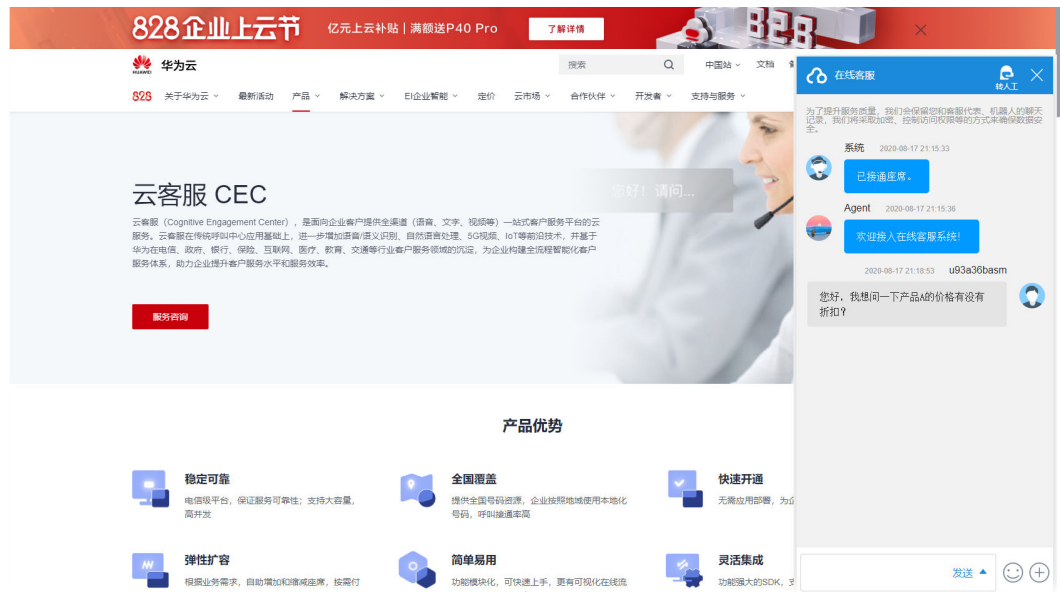 828企业上云节
亿元上云补贴 | 满额送P40 Pro
了解详情
828
HUAWEI
华为云
搜索
中国站
文档
828
关于华为云
最新活动
产品
解决方案
EI企业智能
定价
云市场
合作伙伴
开发者
支持与服务
云客服 CEC
您好！请问...
云客服（Cognitive Engagement Center），是面向企业客户提供全渠道（语音、文字、视频等）一站式客户服务平台的云
服务。云客服在传统呼叫中心应用基础上，进一步增加语音/语义识别、自然语言处理、5G视频、IoT等前沿技术，并基于
华为在电信、政府、银行、保险、互联网、医疗、教育、交通等行业客户服务领域的沉淀，为企业构建全流程智能化客户
服务体系，助力企业提升客户服务水平和服务效率。
服务咨询
产品优势
稳定可靠
电信级平台，保证服务可靠性；支持大容量，
高并发
全国覆盖
提供全国号码资源，企业按照地域使用本地化
号码，呼叫接通率高
快速开通
无需应用部署，为企
弹性扩容
根据业务需求，自助增加和缩减座席，按需付
简单易用
功能模块化，可快速上手，更有可视化在线流
灵活集成
功能强大的SDK，支
在线客服
转人工
为了提升服务质量，我们会保留您和客服代表、机器人的聊天
记录，我们将采取加密、控制访问权限等的方式来确保数据安
全。
系统 2020-08-17 21:15:33
已接通座席。
Agent 2020-08-17 21:15:36
欢迎接入在线客服系统!
2020-08-17 21:18:53 u93a36basm
您好，我想问一下产品A的价格有没有
折扣？
发送